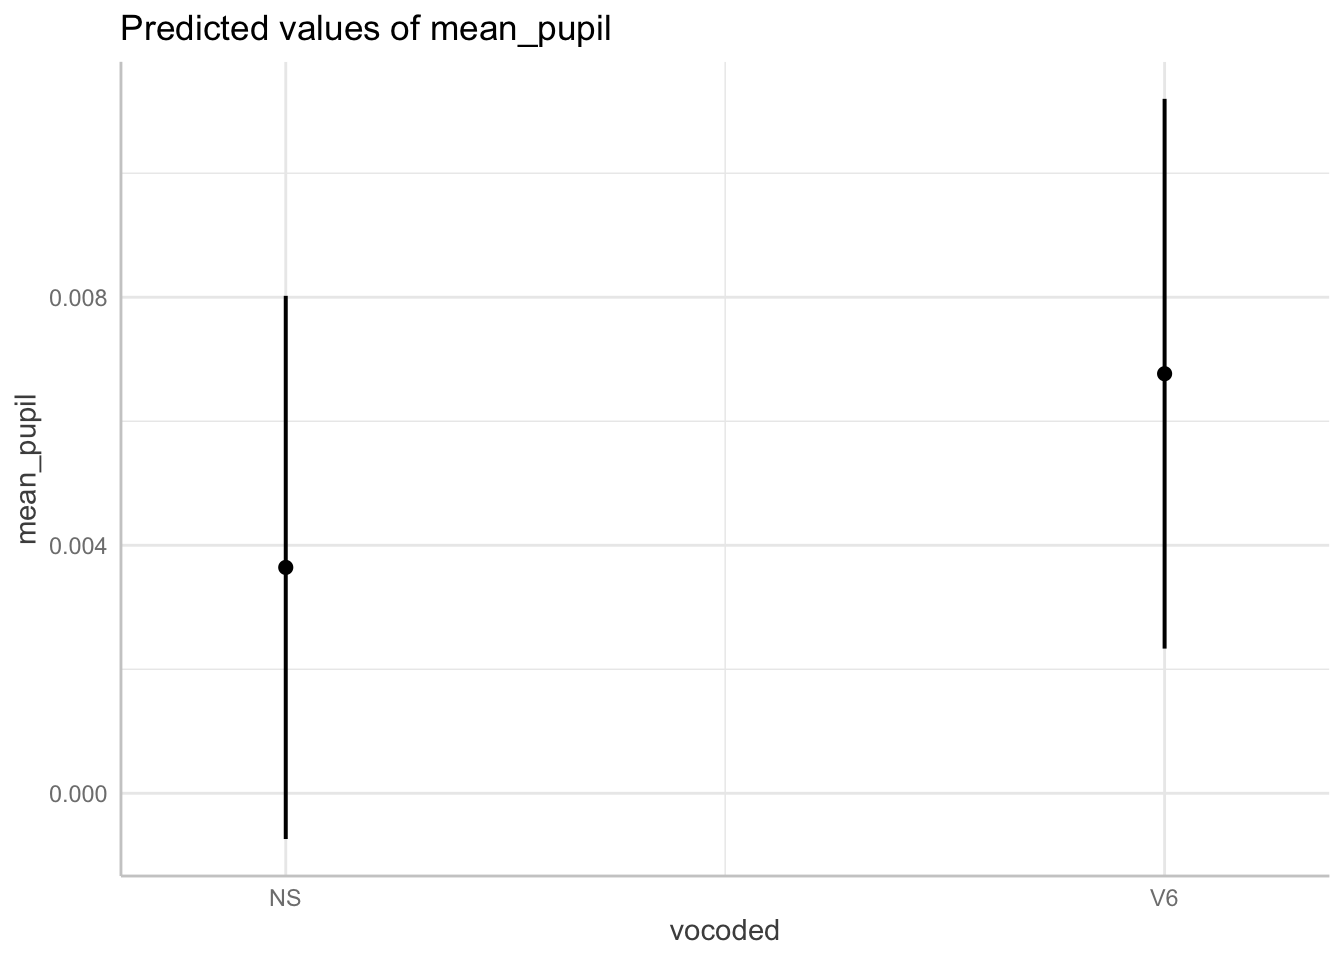 Predicted values of mean_pupil
mean_pupil
0.008
0.004
0.000
NS
V6
vocoded